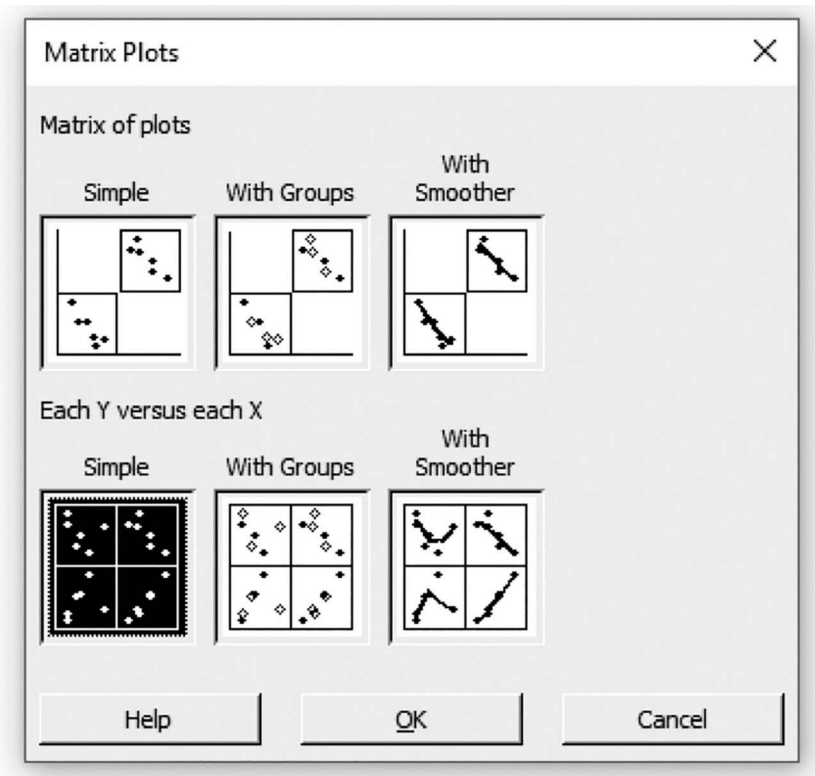 Matrix Plots
Matrix of plots
Simple
With Groups
With
Smoother
Each Y versus each X
Simple
With Groups
With
Smoother
Help
OK
Cancel